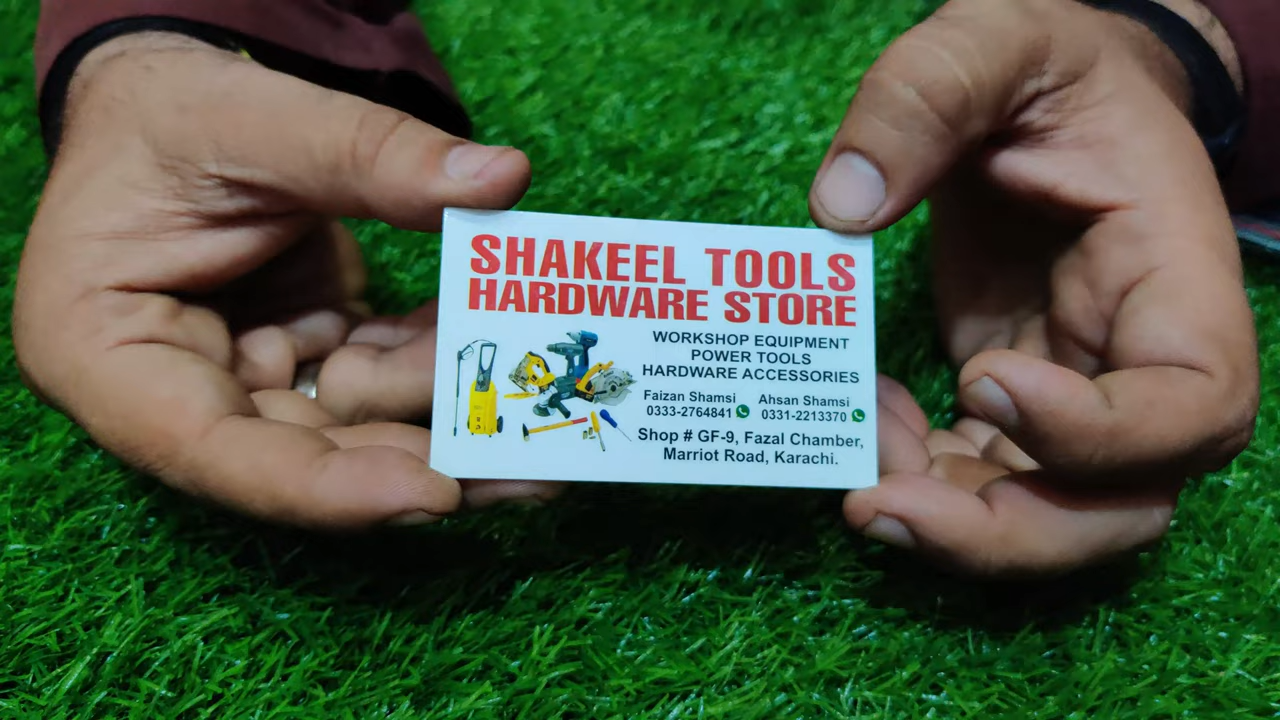 SHAKEEL TOOLS
HARDWARE STORE
WORKSHOP EQUIPMENT
POWER TOOLS
HARDWARE ACCESSORIES
Faizan Shamsi Ahsan Shamsi
0333-2764841 0331-2213370
Shop # GF-9, Fazal Chamber,
Marriot Road, Karachi.